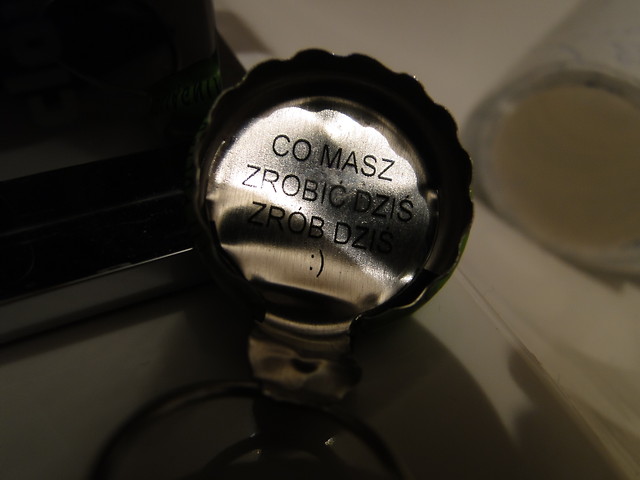 CO MASZ
ZROBIĆ DZIŚ
ZRÓB DZIŚ
:)